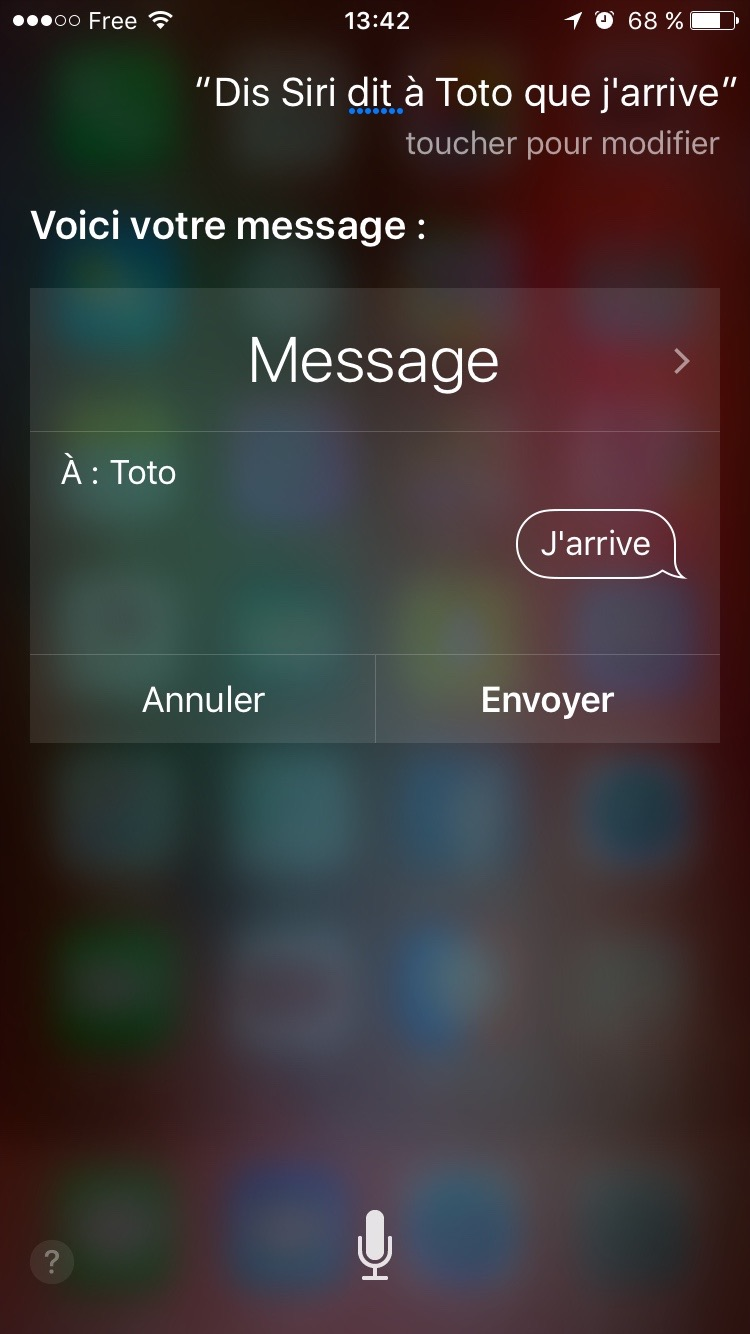 Free 13:42 68 %
"Dis Siri dit à Toto que j'arrive"
toucher pour modifier
Voici votre message :
Message
À : Toto
J'arrive
Annuler Envoyer
?